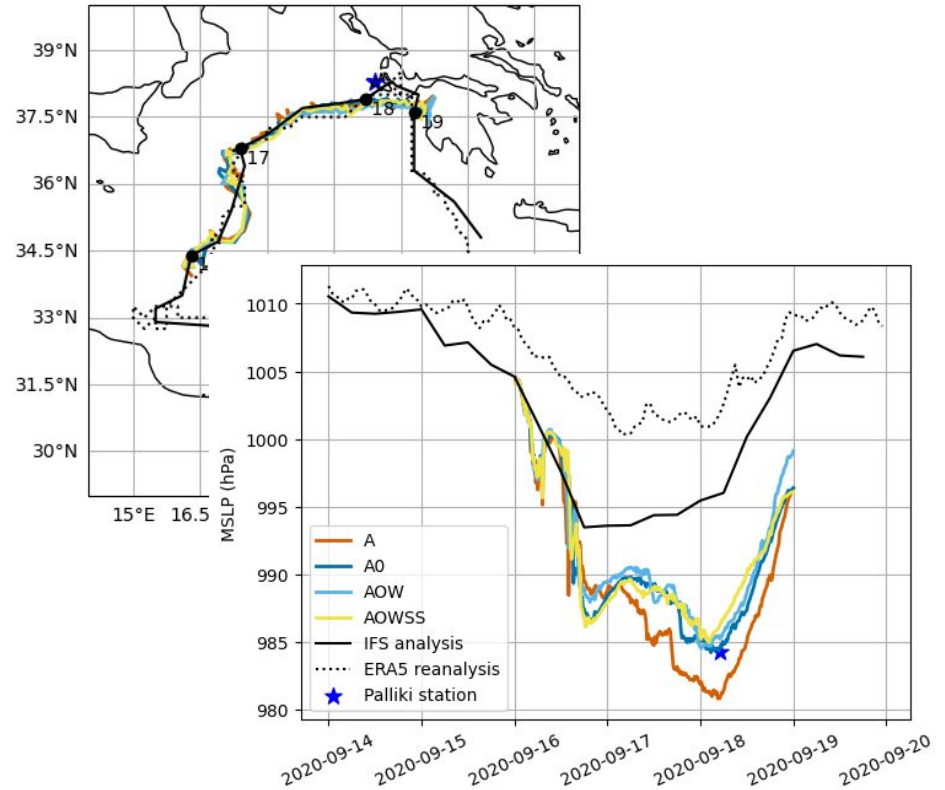 39°N
37.5°N
36°N
34.5°N
33°N
31.5°N
30°N
15°E 16.5
17
18
19
MSLP (hPa)
1010
1005
1000
995
990
985
980
A
A0
AOW
AOWSS
IFS analysis
ERA5 reanalysis
Palliki station
2020-09-14
2020-09-15
2020-09-16
2020-09-17
2020-09-18
2020-09-19
2020-09-20